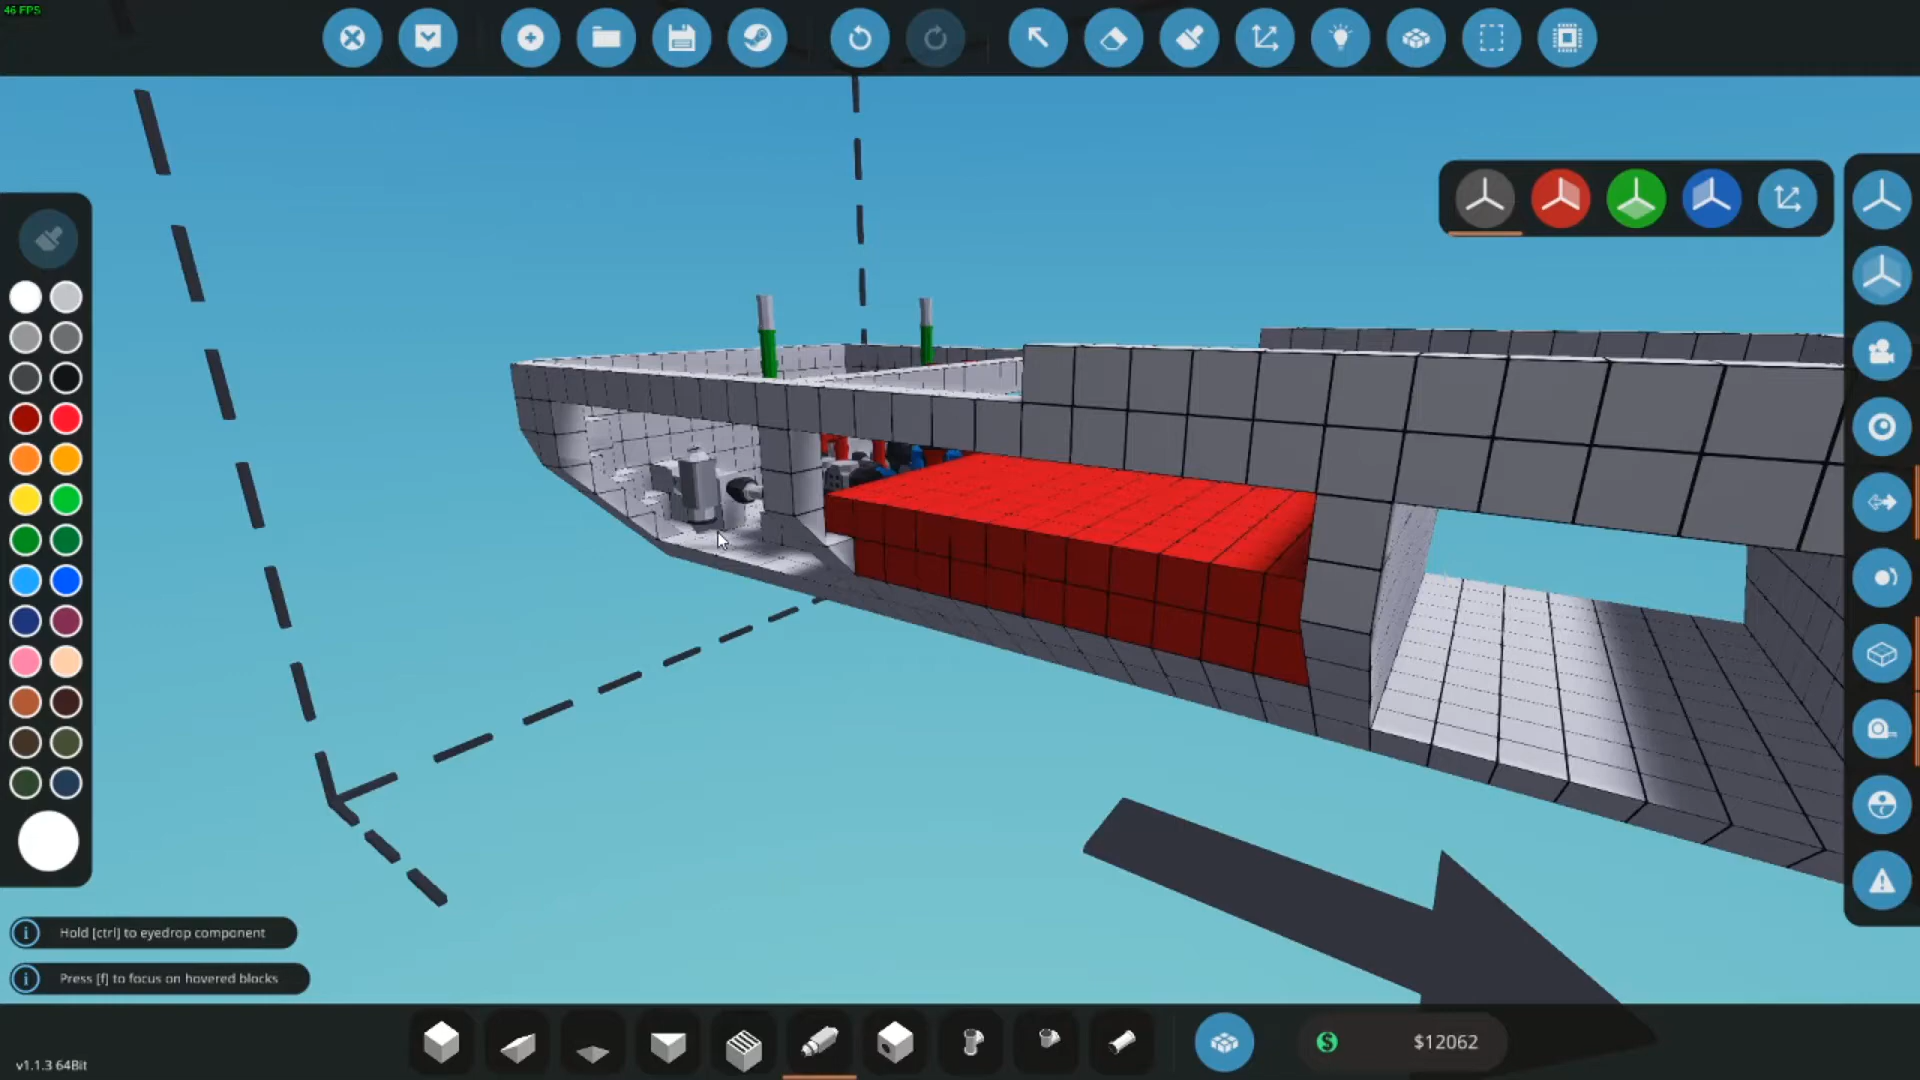 46 FPS
Hold [ctrl] to eyedrop component
Press [f] to focus on hovered blocks
$12062
v1.1.3 64Bit